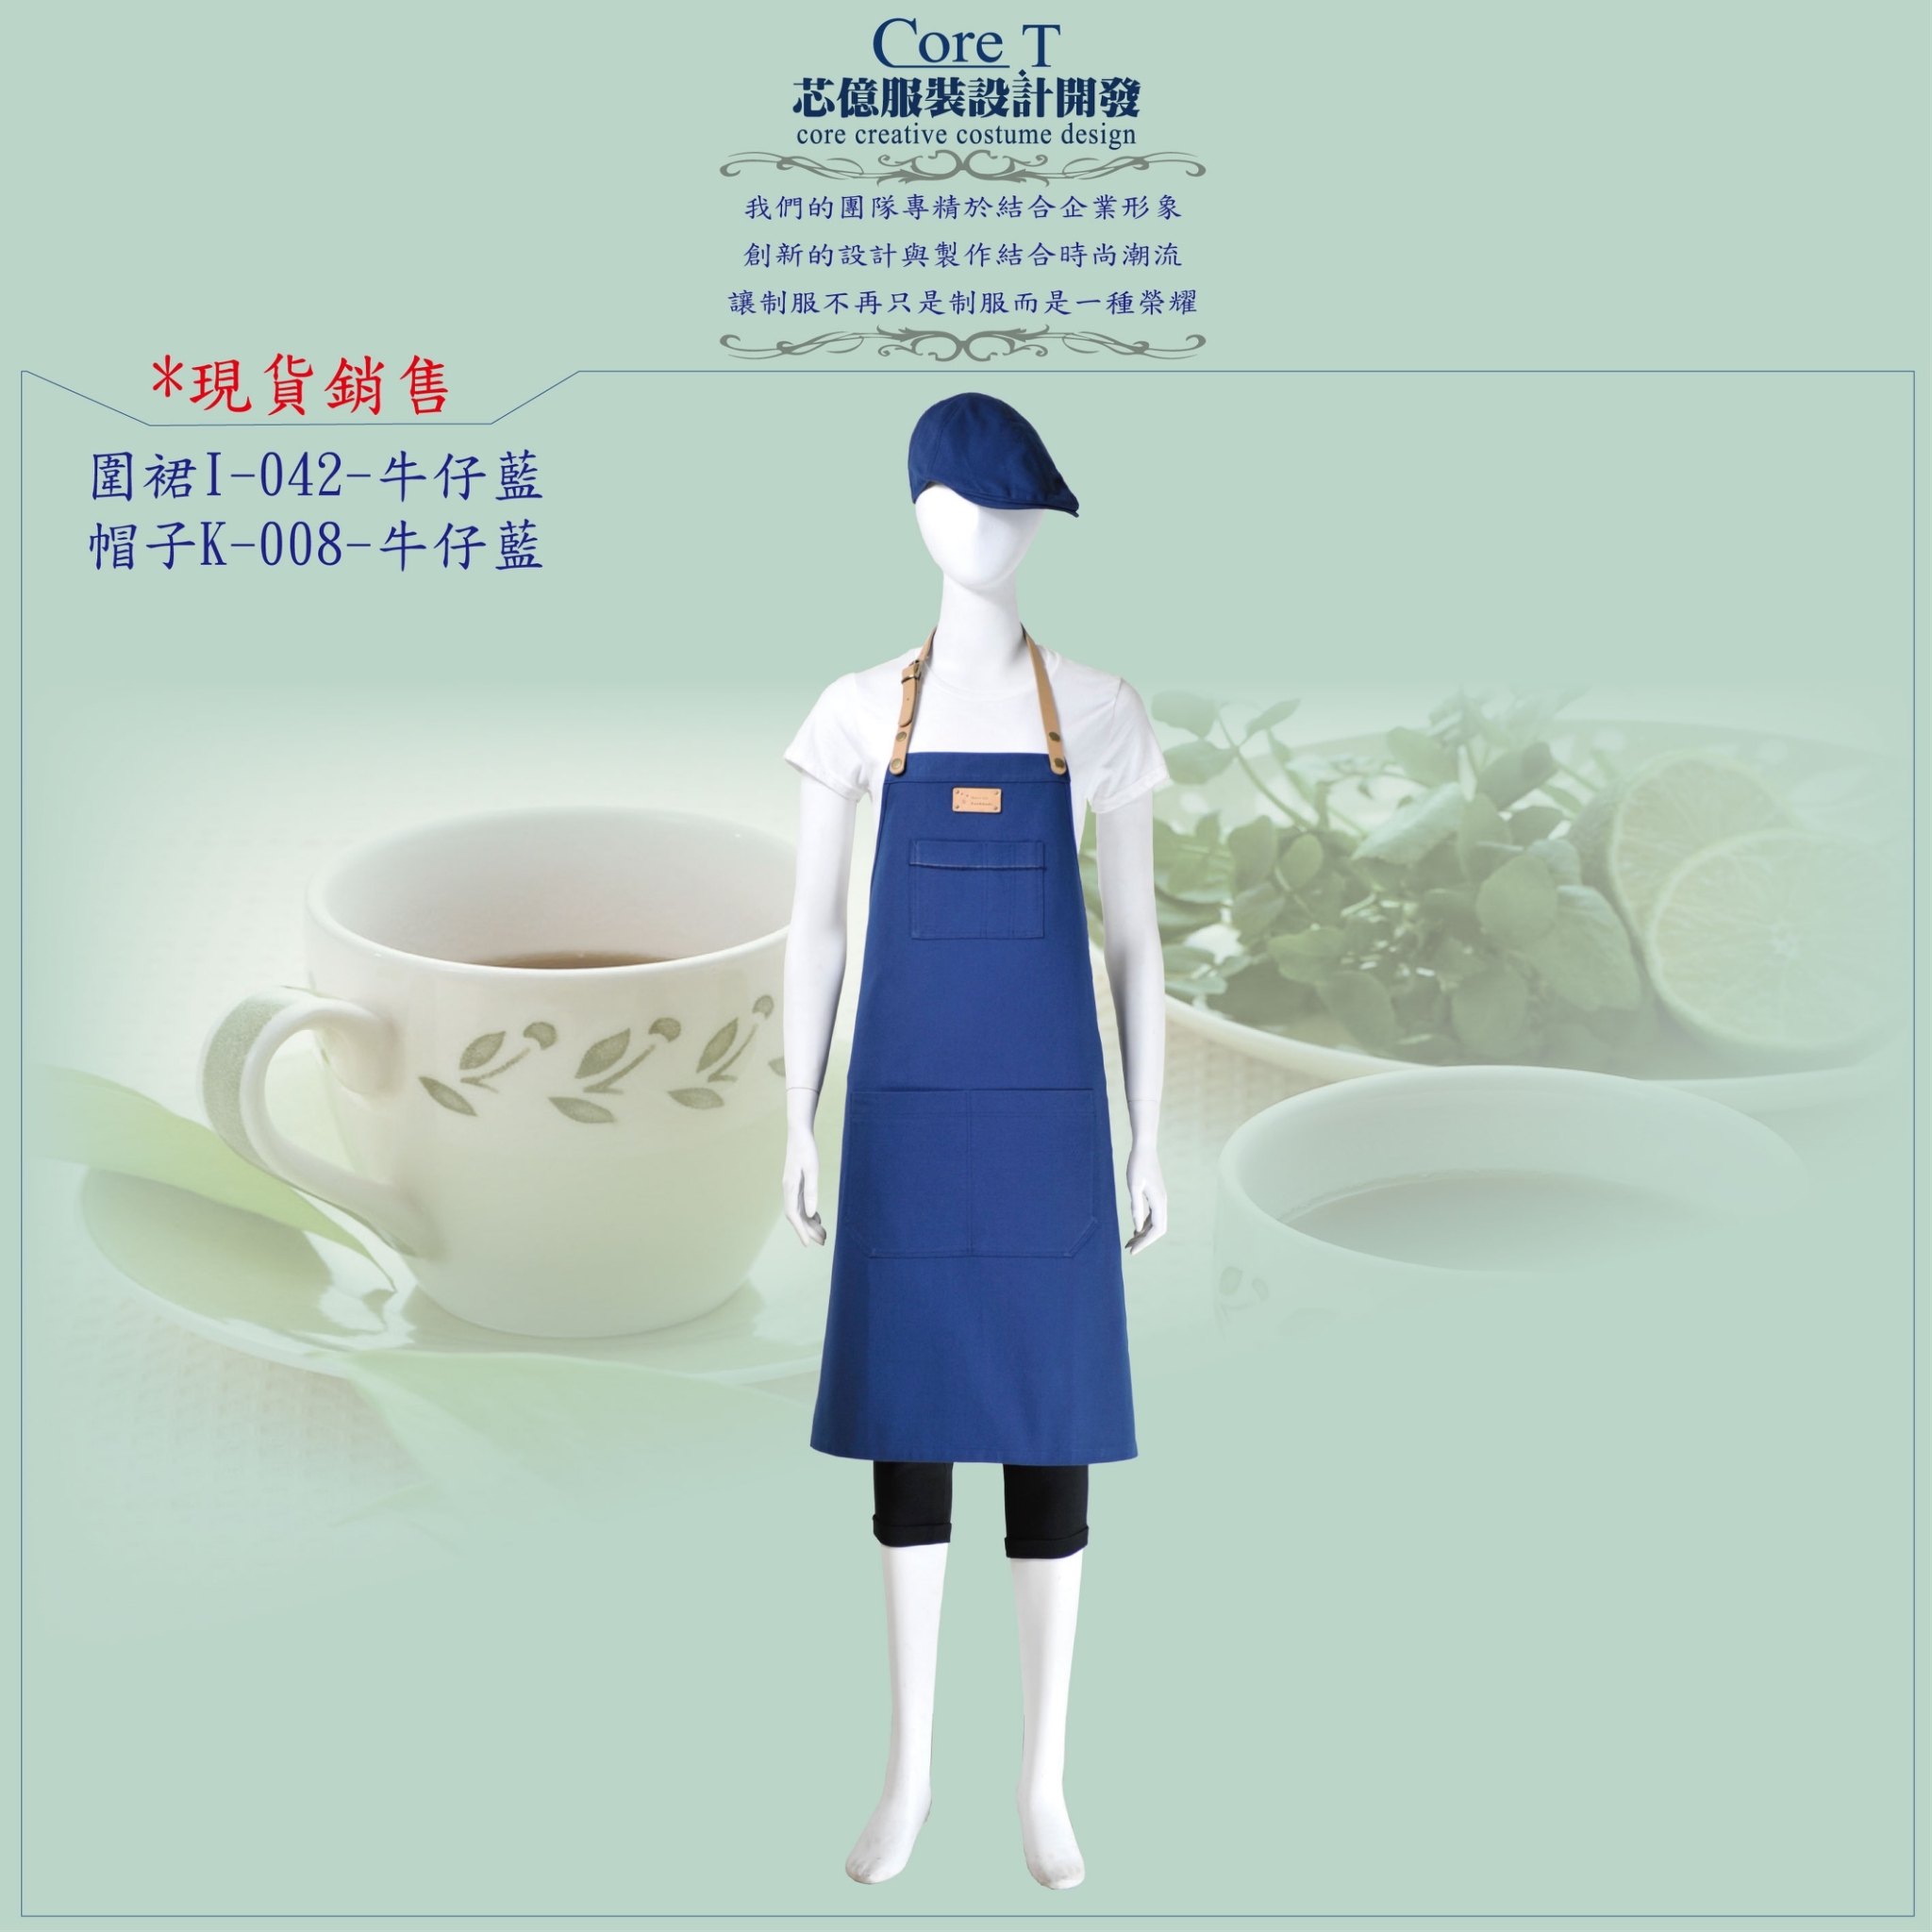 Core T
芯億服裝設計開發
core creative costume design
我們的團隊專精於結合企業形象
創新的設計與製作結合時尚潮流
讓制服不再只是制服而是一種榮耀
*現貨銷售
圍裙I-042-牛仔藍
帽子K-008-牛仔藍